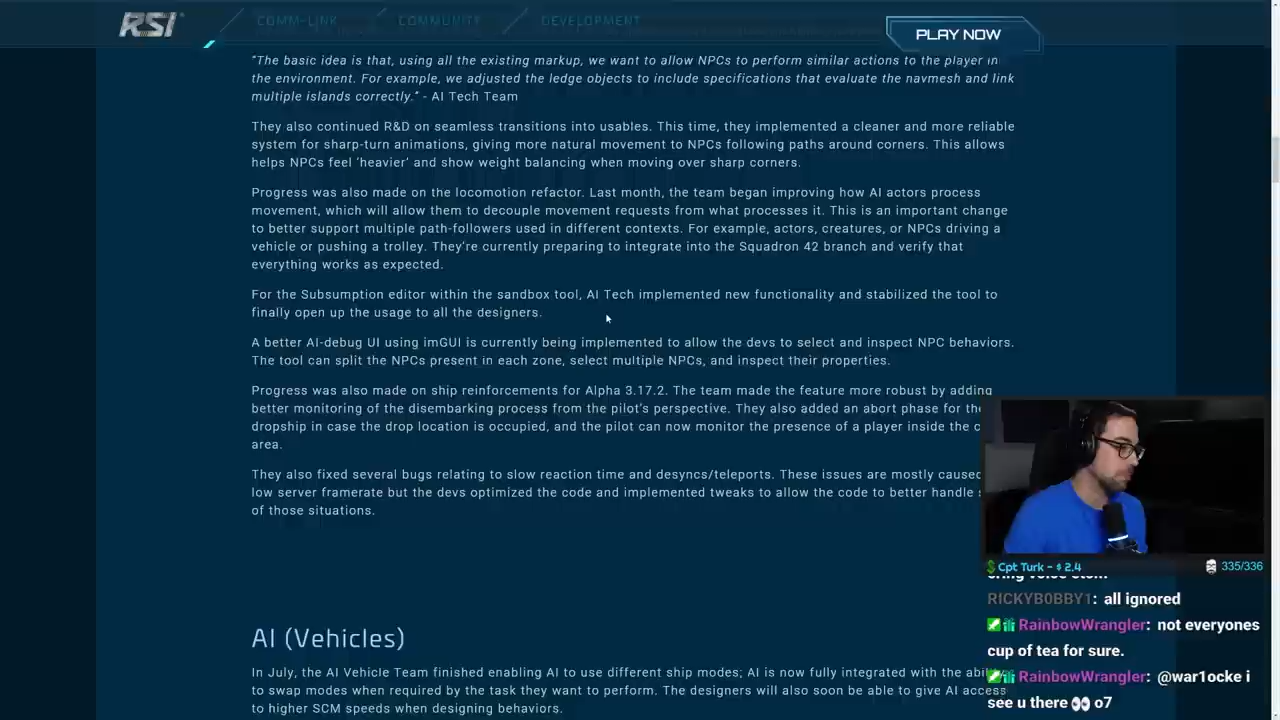 RSI
COMM-LINK
COMMUNITY
DEVELOPMENT
PLAY NOW
"The basic idea is that, using all the existing markup, we want to allow NPCs to perform similar actions to the player in
the environment. For example, we adjusted the ledge objects to include specifications that evaluate the navmesh and link
multiple islands correctly." - AI Tech Team
They also continued R&D on seamless transitions into usables. This time, they implemented a cleaner and more reliable
system for sharp-turn animations, giving more natural movement to NPCs following paths around corners. This allows
helps NPCs feel 'heavier' and show weight balancing when moving over sharp corners.
Progress was also made on the locomotion refactor. Last month, the team began improving how AI actors process
movement, which will allow them to decouple movement requests from what processes it. This is an important change
to better support multiple path-followers used in different contexts. For example, actors, creatures, or NPCs driving a
vehicle or pushing a trolley. They're currently preparing to integrate into the Squadron 42 branch and verify that
everything works as expected.
For the Subsumption editor within the sandbox tool, AI Tech implemented new functionality and stabilized the tool to
finally open up the usage to all the designers.
A better AI-debug UI using imGUI is currently being implemented to allow the devs to select and inspect NPC behaviors.
The tool can split the NPCs present in each zone, select multiple NPCs, and inspect their properties.
Progress was also made on ship reinforcements for Alpha 3.17.2. The team made the feature more robust by adding
better monitoring of the disembarking process from the pilot's perspective. They also added an abort phase for the
dropship in case the drop location is occupied, and the pilot can now monitor the presence of a player inside the
area.
They also fixed several bugs relating to slow reaction time and desyncs/teleports. These issues are mostly caused
low server framerate but the devs optimized the code and implemented tweaks to allow the code to better handle
of those situations.
AI (Vehicles)
In July, the AI Vehicle Team finished enabling AI to use different ship modes; AI is now fully integrated with the
to swap modes when required by the task they want to perform. The designers will also soon be able to give AI access
to higher SCM speeds when designing behaviors.
$ Cpt Turk - $ 2.4
335/336
RICKYB0BBY1: all ignored
RainbowWrangler: not everyones
cup of tea for sure.
RainbowWrangler: @war1ocke i
see u there 👀 o7